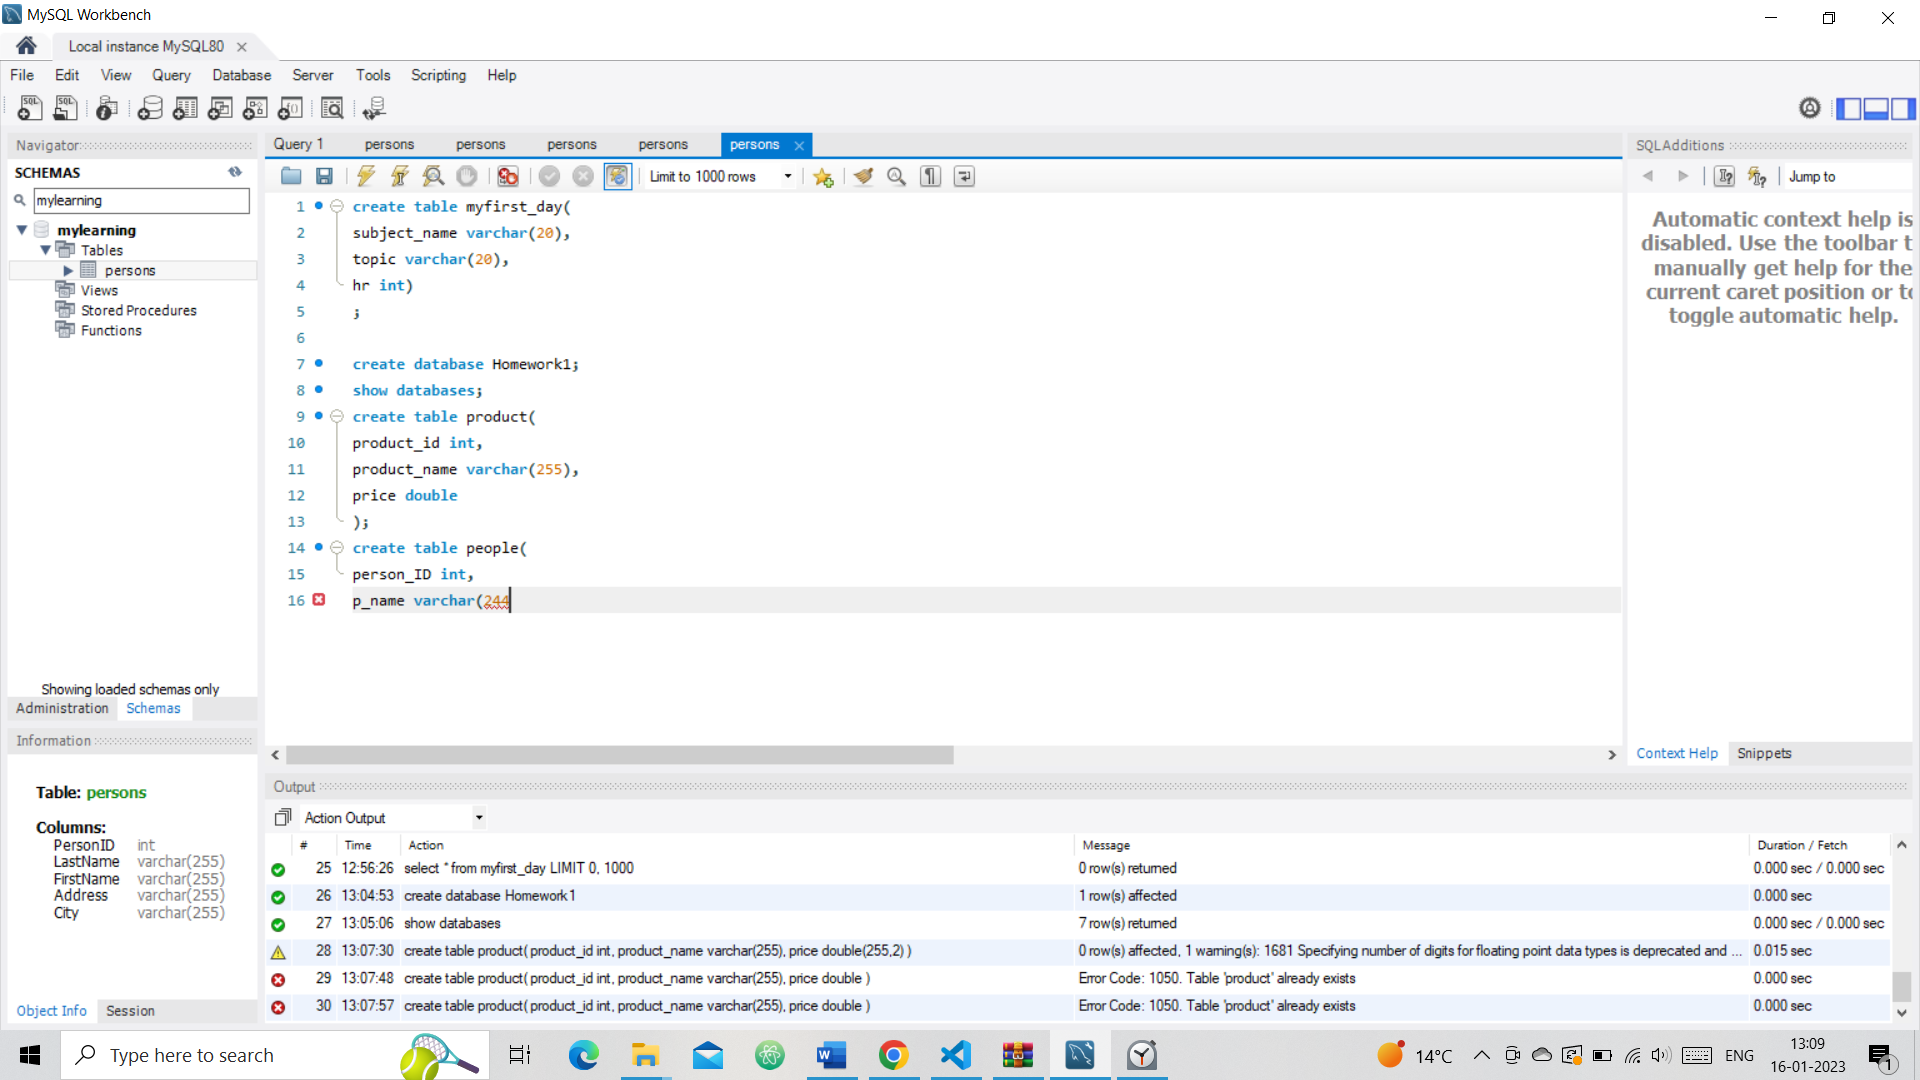 MySQL Workbench
Local instance MySQL80
File Edit View Query Database Server Tools Scripting Help
Navigator
SCHEMAS
mylearning
mylearning
Tables
persons
Views
Stored Procedures
Functions
Showing loaded schemas only
Administration Schemas
Information
Table: persons
Columns:
PersonID int
LastName varchar(255)
FirstName varchar(255)
Address varchar(255)
City varchar(255)
Object Info Session
Query 1 persons persons persons persons persons
Limit to 1000 rows
1 create table myfirst_day(
2 subject_name varchar(20),
3 topic varchar(20),
4 hr int)
5 ;
6
7 create database Homework1;
8 show databases;
9 create table product(
10 product_id int,
11 product_name varchar(255),
12 price double
13 );
14 create table people(
15 person_ID int,
16 p_name varchar(244
SQLAdditions
Jump to
Automatic context help is
disabled. Use the toolbar t
manually get help for the
current caret position or to
toggle automatic help.
Context Help Snippets
Output
Action Output
# Time Action Message Duration / Fetch
25 12:56:26 select * from myfirst_day LIMIT 0, 1000 0 row(s) returned 0.000 sec / 0.000 sec
26 13:04:53 create database Homework1 1 row(s) affected 0.000 sec
27 13:05:06 show databases 7 row(s) returned 0.000 sec / 0.000 sec
28 13:07:30 create table product( product_id int, product_name varchar(255), price double(255,2) ) 0 row(s) affected, 1 warning(s): 1681 Specifying number of digits for floating point data types is deprecated and ... 0.015 sec
29 13:07:48 create table product( product_id int, product_name varchar(255), price double ) Error Code: 1050. Table 'product' already exists 0.000 sec
30 13:07:57 create table product( product_id int, product_name varchar(255), price double ) Error Code: 1050. Table 'product' already exists 0.000 sec
Type here to search
14°C
ENG
13:09
16-01-2023
1